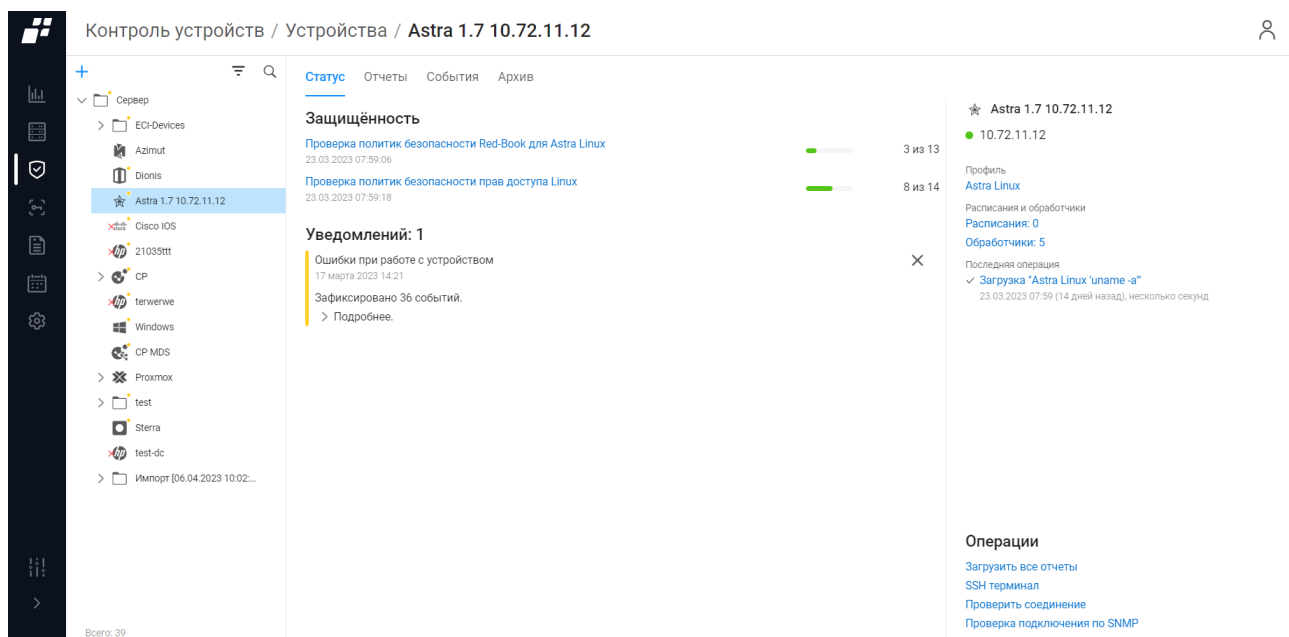 Контроль устройств / Устройства / Astra 1.7 10.72.11.12
Сервер
ECI-Devices
Azimut
Dionis
Astra 1.7 10.72.11.12
Cisco IOS
21035ttt
CP
terwerwe
Windows
CP MDS
Proxmox
test
Sterra
test-dc
Импорт [06.04.2023 10:02:...
Всего: 39
Статус Отчеты События Архив
Защищённость
Проверка политик безопасности Red-Book для Astra Linux
23.03.2023 07:59:06
3 из 13
Проверка политик безопасности прав доступа Linux
23.03.2023 07:59:18
8 из 14
Уведомлений: 1
Ошибки при работе с устройством
17 марта 2023 14:21
Зафиксировано 36 событий.
Подробнее.
Astra 1.7 10.72.11.12
10.72.11.12
Профиль
Astra Linux
Расписания и обработчики
Расписания: 0
Обработчики: 5
Последняя операция
Загрузка "Astra Linux 'uname -a'"
23.03.2023 07:59 (14 дней назад), несколько секунд
Операции
Загрузить все отчеты
SSH терминал
Проверить соединение
Проверка подключения по SNMP